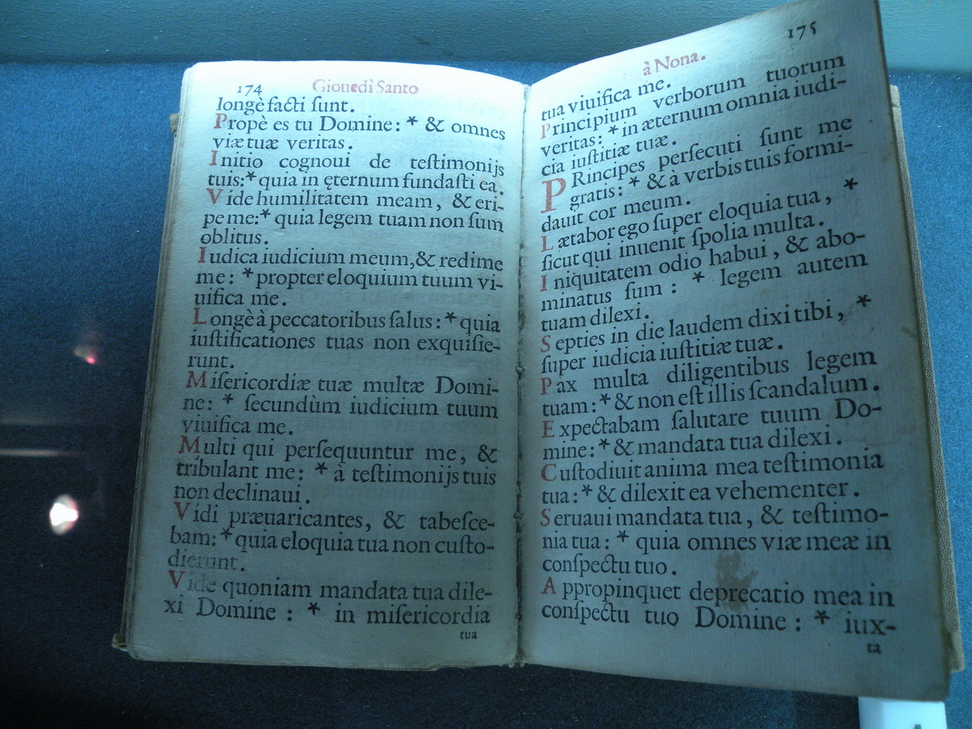 174 Giouedì Santo
longè facti ſunt.
Propè es tu Domine: * & omnes
viæ tuæ veritas.
Initio cognoui de teſtimonijs
tuis:* quia in ęternum fundaſti ea.
Vide humilitatem meam, & eri-
pe me:* quia legem tuam non ſum
oblitus.
Iudica iudicium meum, & redime
me: * propter eloquium tuum vi-
uifica me.
Longè à peccatoribus ſalus: * quia
iuſtificationes tuas non exquiſie-
runt.
Miſericordiæ tuæ multæ Domi-
ne: * ſecundùm iudicium tuum
viuifica me.
Multi qui perſequuntur me, &
tribulant me: * à teſtimonijs tuis
non declinaui.
Vidi præuaricantes, & tabeſce-
bam: * quia eloquia tua non cuſto-
dierunt.
Vide quoniam mandata tua dile-
xi Domine: * in miſericordia
tua
à Nona. 175
tua viuifica me.
Principium verborum tuorum
veritas: * in æternum omnia iudi-
cia iuſtitiæ tuæ.
PRincipes perſecuti ſunt me
gratis: * & à verbis tuis formi-
dauit cor meum.
Lætabor ego ſuper eloquia tua, *
ſicut qui inuenit ſpolia multa.
Iniquitatem odio habui, & abo-
minatus ſum: * legem autem
tuam dilexi.
Septies in die laudem dixi tibi, *
ſuper iudicia iuſtitiæ tuæ.
Pax multa diligentibus legem
tuam: * & non eſt illis ſcandalum.
Expectabam ſalutare tuum Do-
mine: * & mandata tua dilexi.
Cuſtodiuit anima mea teſtimonia
tua: * & dilexit ea vehementer.
Seruaui mandata tua, & teſtimo-
nia tua: * quia omnes viæ meæ in
conſpectu tuo.
Appropinquet deprecatio mea in
conſpectu tuo Domine: * iux-
ta